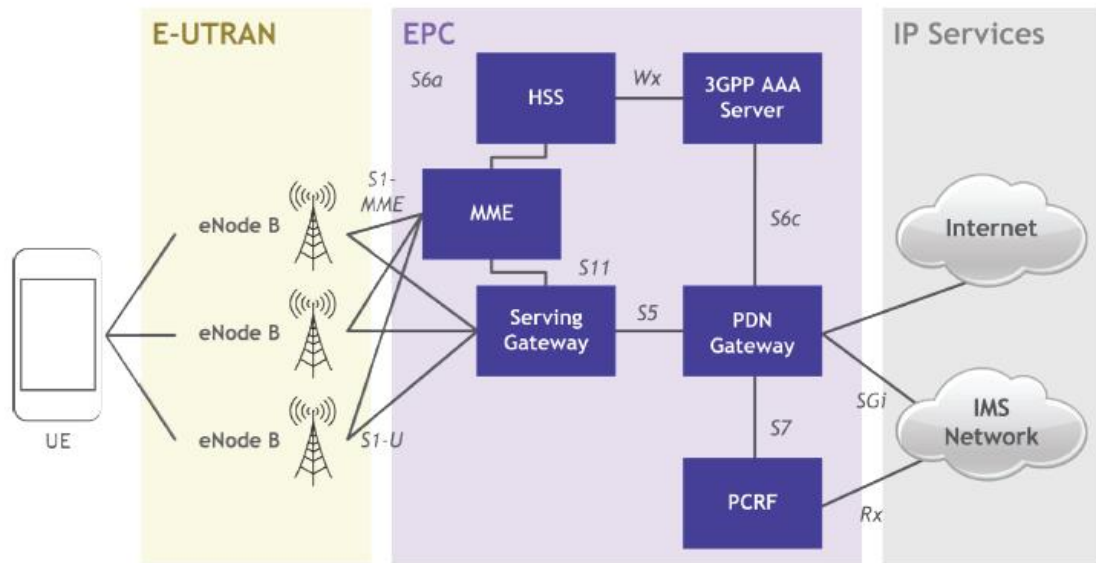 E-UTRAN
EPC
IP Services
S6a
HSS
Wx
3GPP AAA
Server
S1-
MME
MME
S6c
eNode B
Internet
S11
eNode B
Serving
Gateway
S5
PDN
Gateway
UE
eNode B
S1-U
SGi
IMS
Network
S7
PCRF
Rx